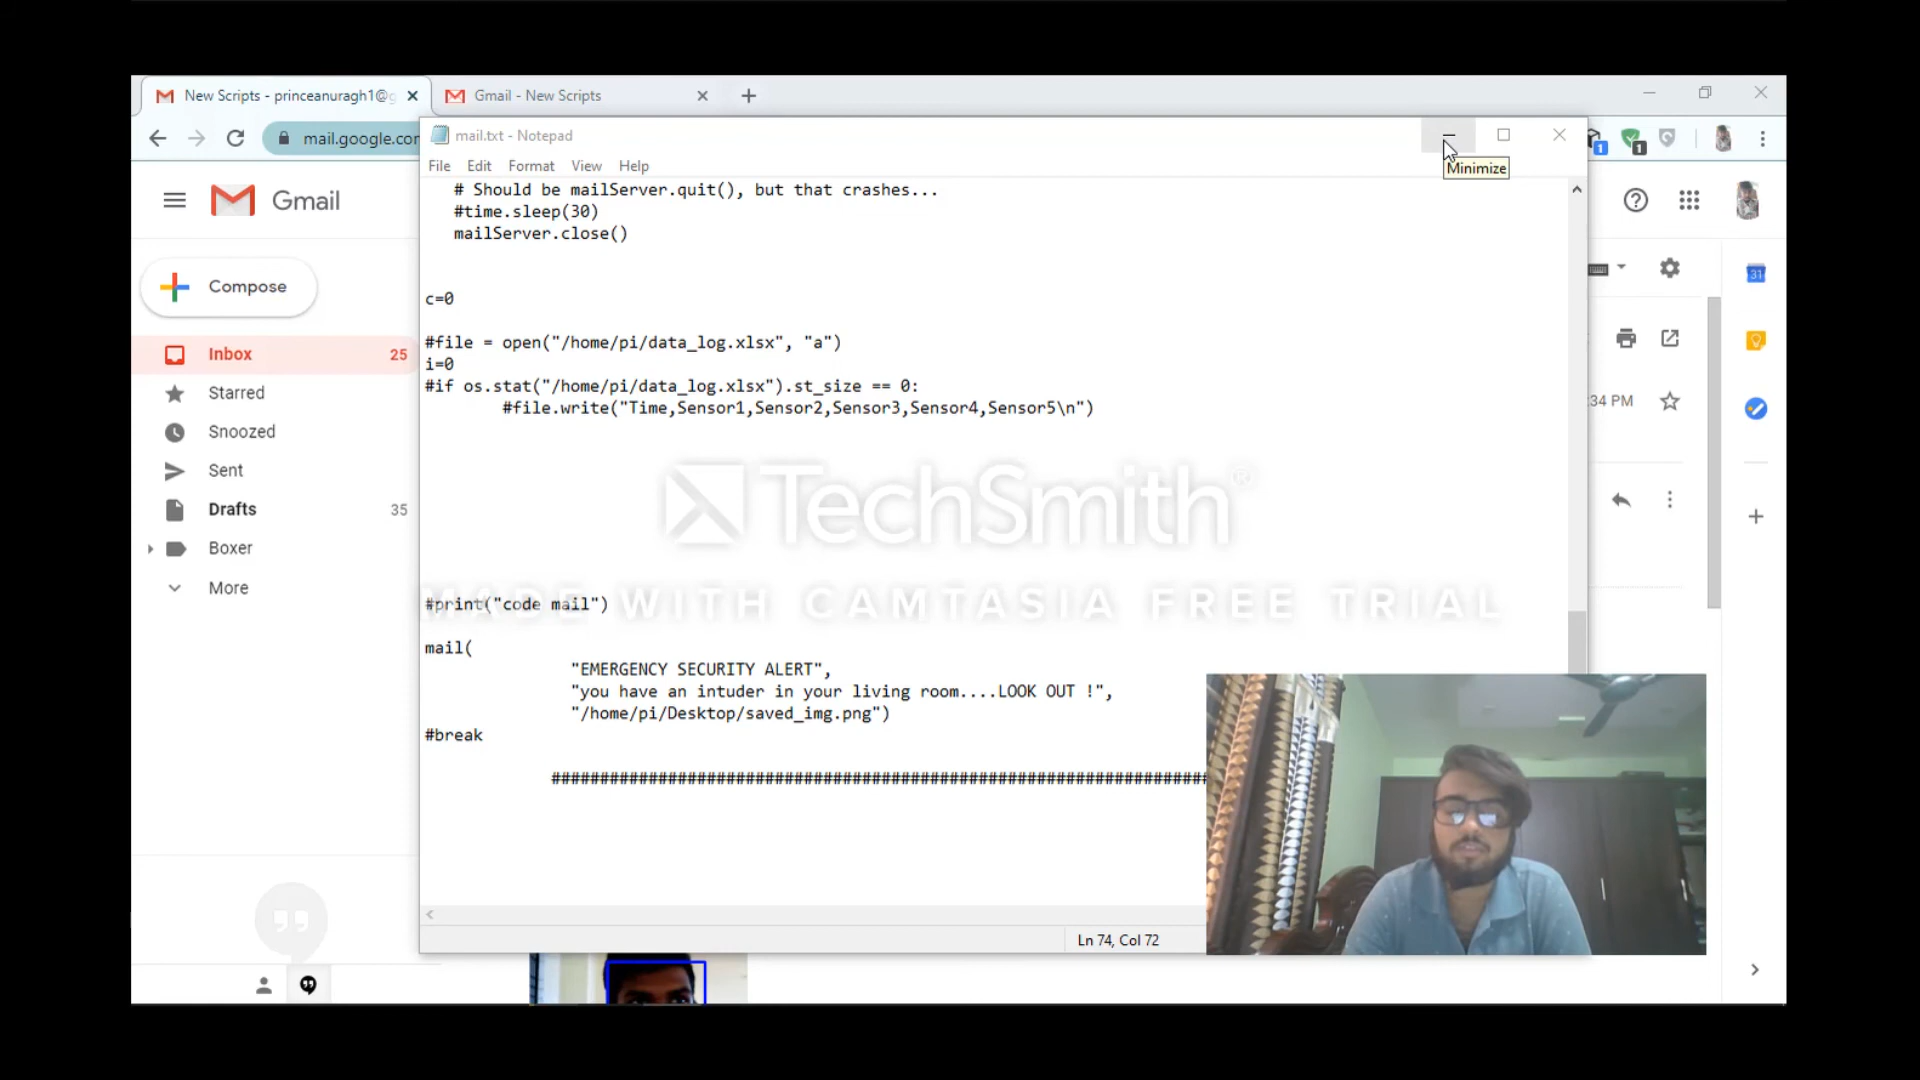 New Scripts - princeanuragh1@g
Gmail - New Scripts
mail.google.cor
mail.txt - Notepad
File Edit Format View Help
Minimize
1
1
# Should be mailServer.quit(), but that crashes...
#time.sleep(30)
mailServer.close()
c=0
#file = open("/home/pi/data_log.xlsx", "a")
i=0
#if os.stat("/home/pi/data_log.xlsx").st_size == 0:
#file.write("Time,Sensor1,Sensor2,Sensor3,Sensor4,Sensor5\n")
#print("code mail")
mail(
"EMERGENCY SECURITY ALERT",
"you have an intuder in your living room....LOOK OUT !",
"/home/pi/Desktop/saved_img.png")
#break
##################################################################
Ln 74, Col 72
Gmail
Compose
Inbox 25
Starred
Snoozed
Sent
Drafts 35
Boxer
More
:34 PM
31
TechSmith®
MADE WITH CAMTASIA FREE TRIAL